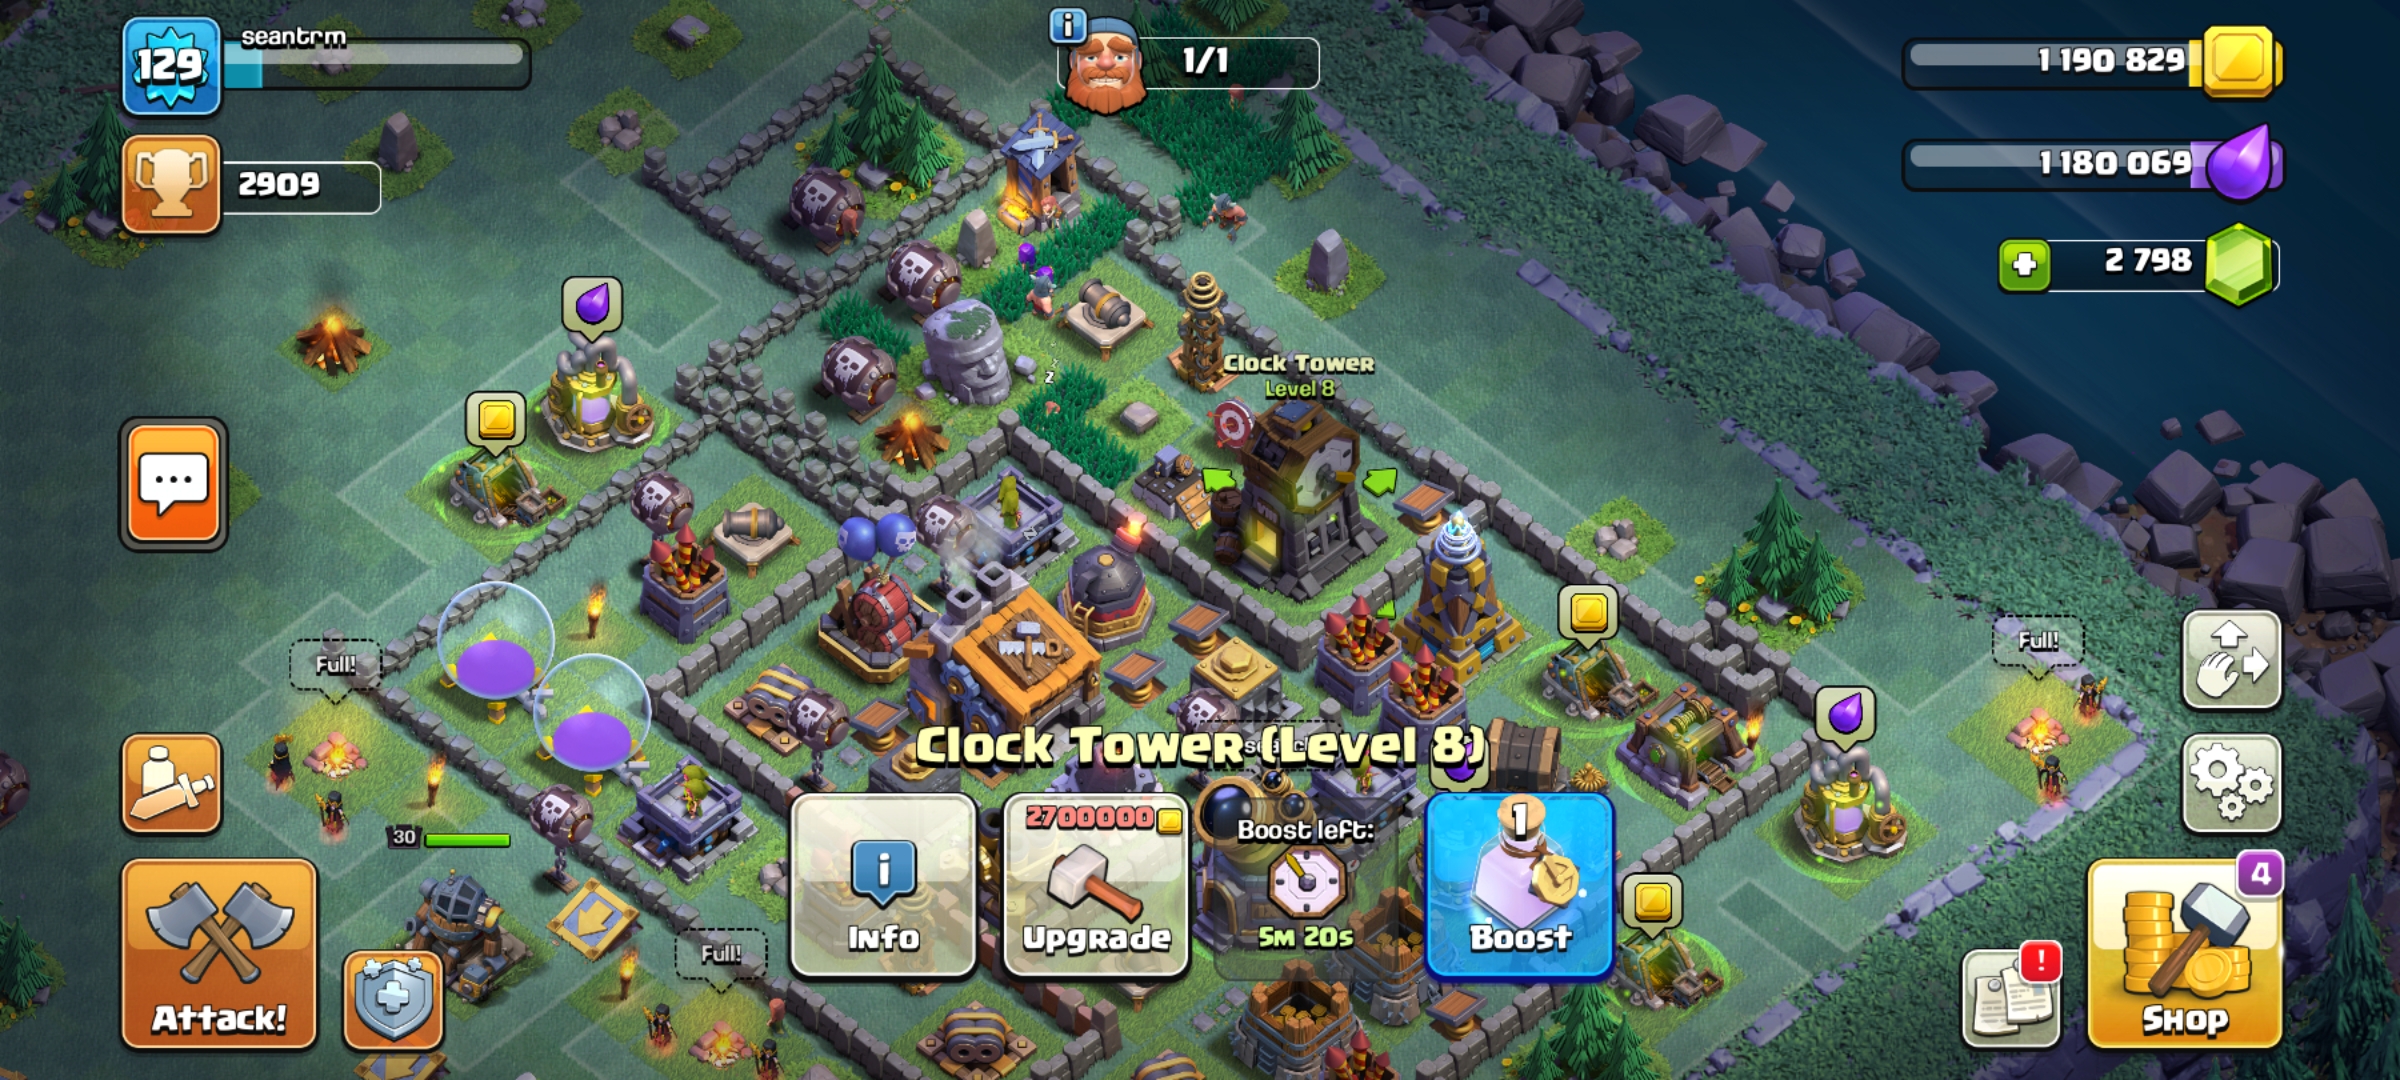 129
seantrm
i
1/1
1 190 829
2909
1 180 069
2 798
z
Clock Tower
Level 8
Full!
Full!
Clock Tower (Level 8)
30
i
Info
2700000
Upgrade
Boost left:
5m 20s
1
Boost
Full!
Attack!
!
4
Shop